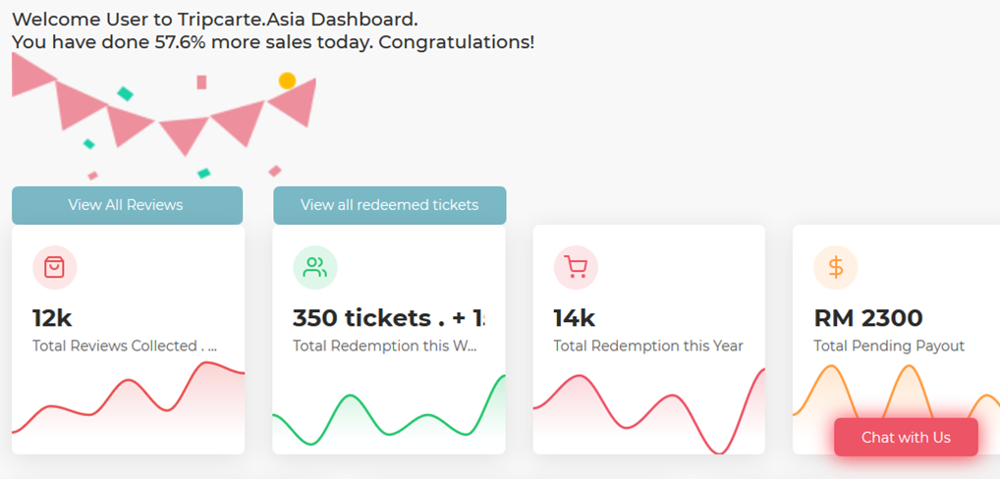 Welcome User to Tripcarte.Asia Dashboard.
You have done 57.6% more sales today. Congratulations!
View All Reviews
View all redeemed tickets
12k
Total Reviews Collected . ...
350 tickets . + 1
Total Redemption this W...
14k
Total Redemption this Year
RM 2300
Total Pending Payout
Chat with Us